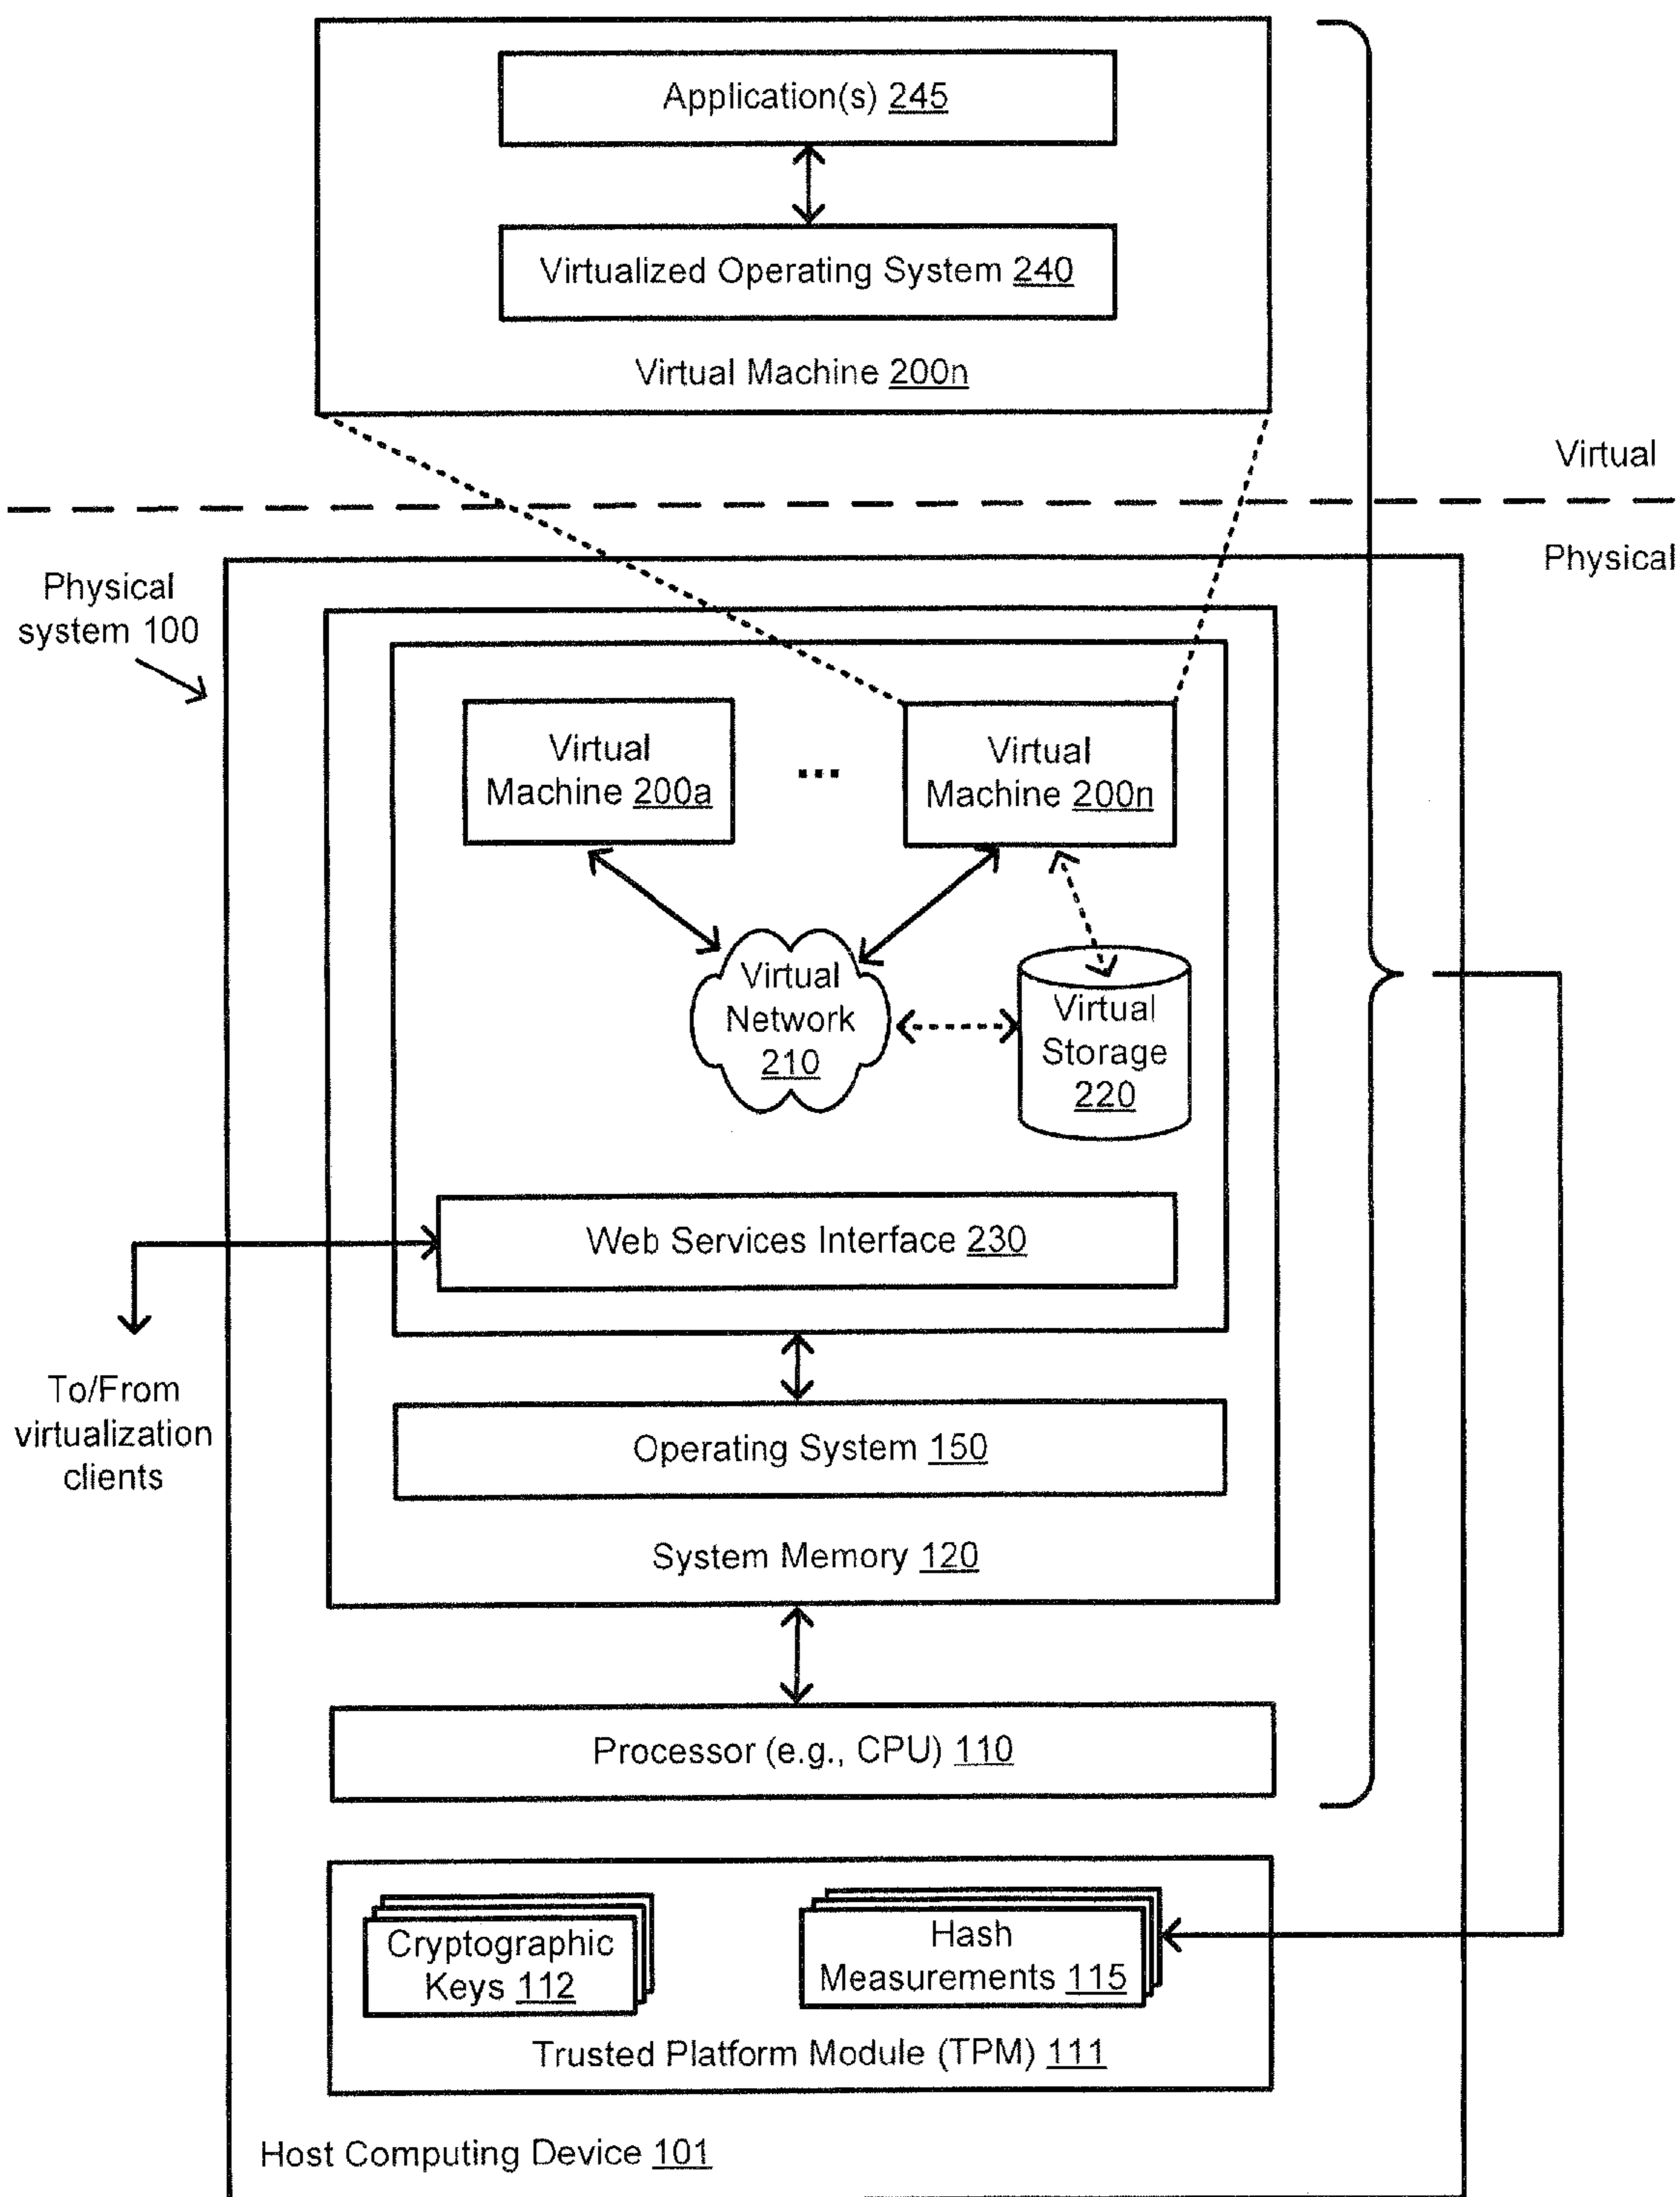 Application(s) 245
Virtualized Operating System 240
Virtual Machine 200n
Virtual
Physical
Physical
system 100
Virtual
Machine 200a
...
Virtual
Machine 200n
Virtual
Network
210
Virtual
Storage
220
Web Services Interface 230
To/From
virtualization
clients
Operating System 150
System Memory 120
Processor (e.g., CPU) 110
Cryptographic
Keys 112
Hash
Measurements 115
Trusted Platform Module (TPM) 111
Host Computing Device 101